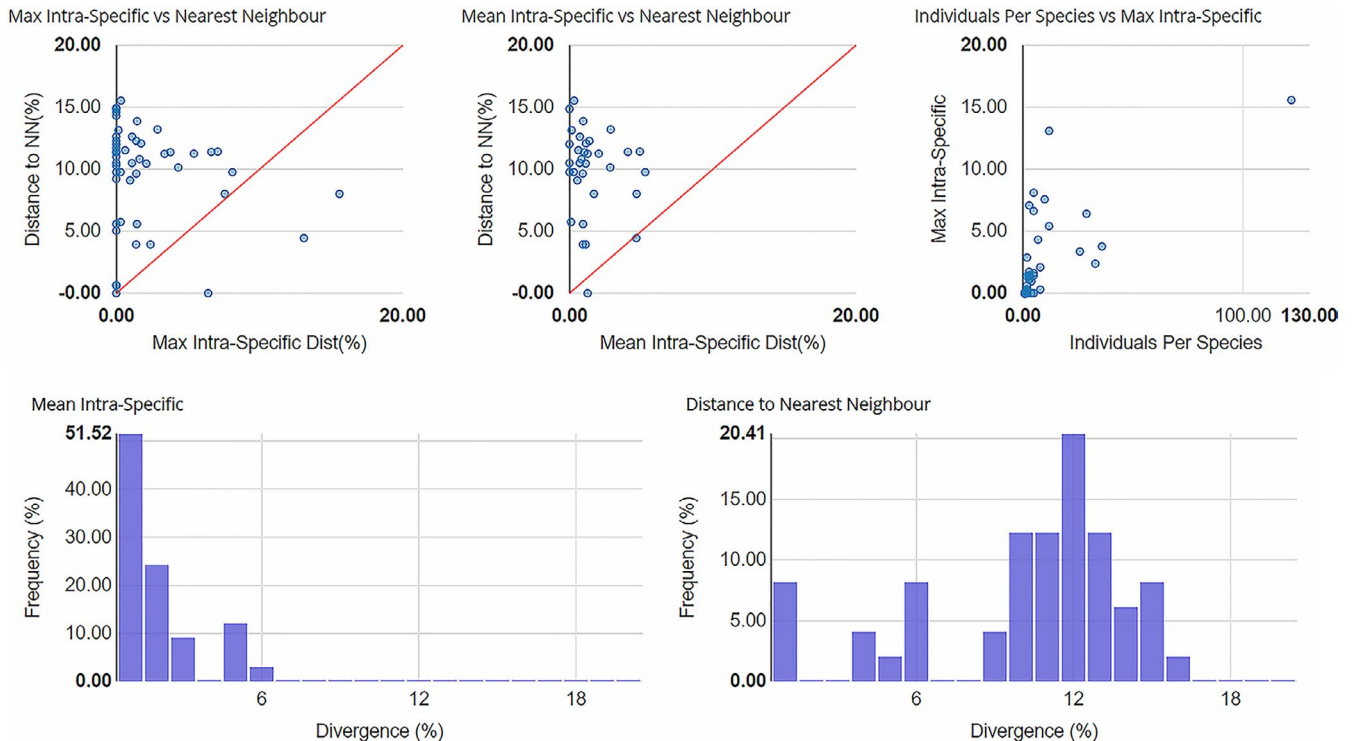 Max Intra-Specific vs Nearest Neighbour
20.00
15.00
10.00
5.00
-0.00
Distance to NN(%)
0.00 20.00
Max Intra-Specific Dist(%)
Mean Intra-Specific vs Nearest Neighbour
20.00
15.00
10.00
5.00
-0.00
Distance to NN(%)
0.00 20.00
Mean Intra-Specific Dist(%)
Individuals Per Species vs Max Intra-Specific
20.00
15.00
10.00
5.00
0.00
Max Intra-Specific
0.00 100.00 130.00
Individuals Per Species
Mean Intra-Specific
51.52
40.00
30.00
20.00
10.00
0.00
Frequency (%)
6 12 18
Divergence (%)
Distance to Nearest Neighbour
20.41
15.00
10.00
5.00
0.00
Frequency (%)
6 12 18
Divergence (%)